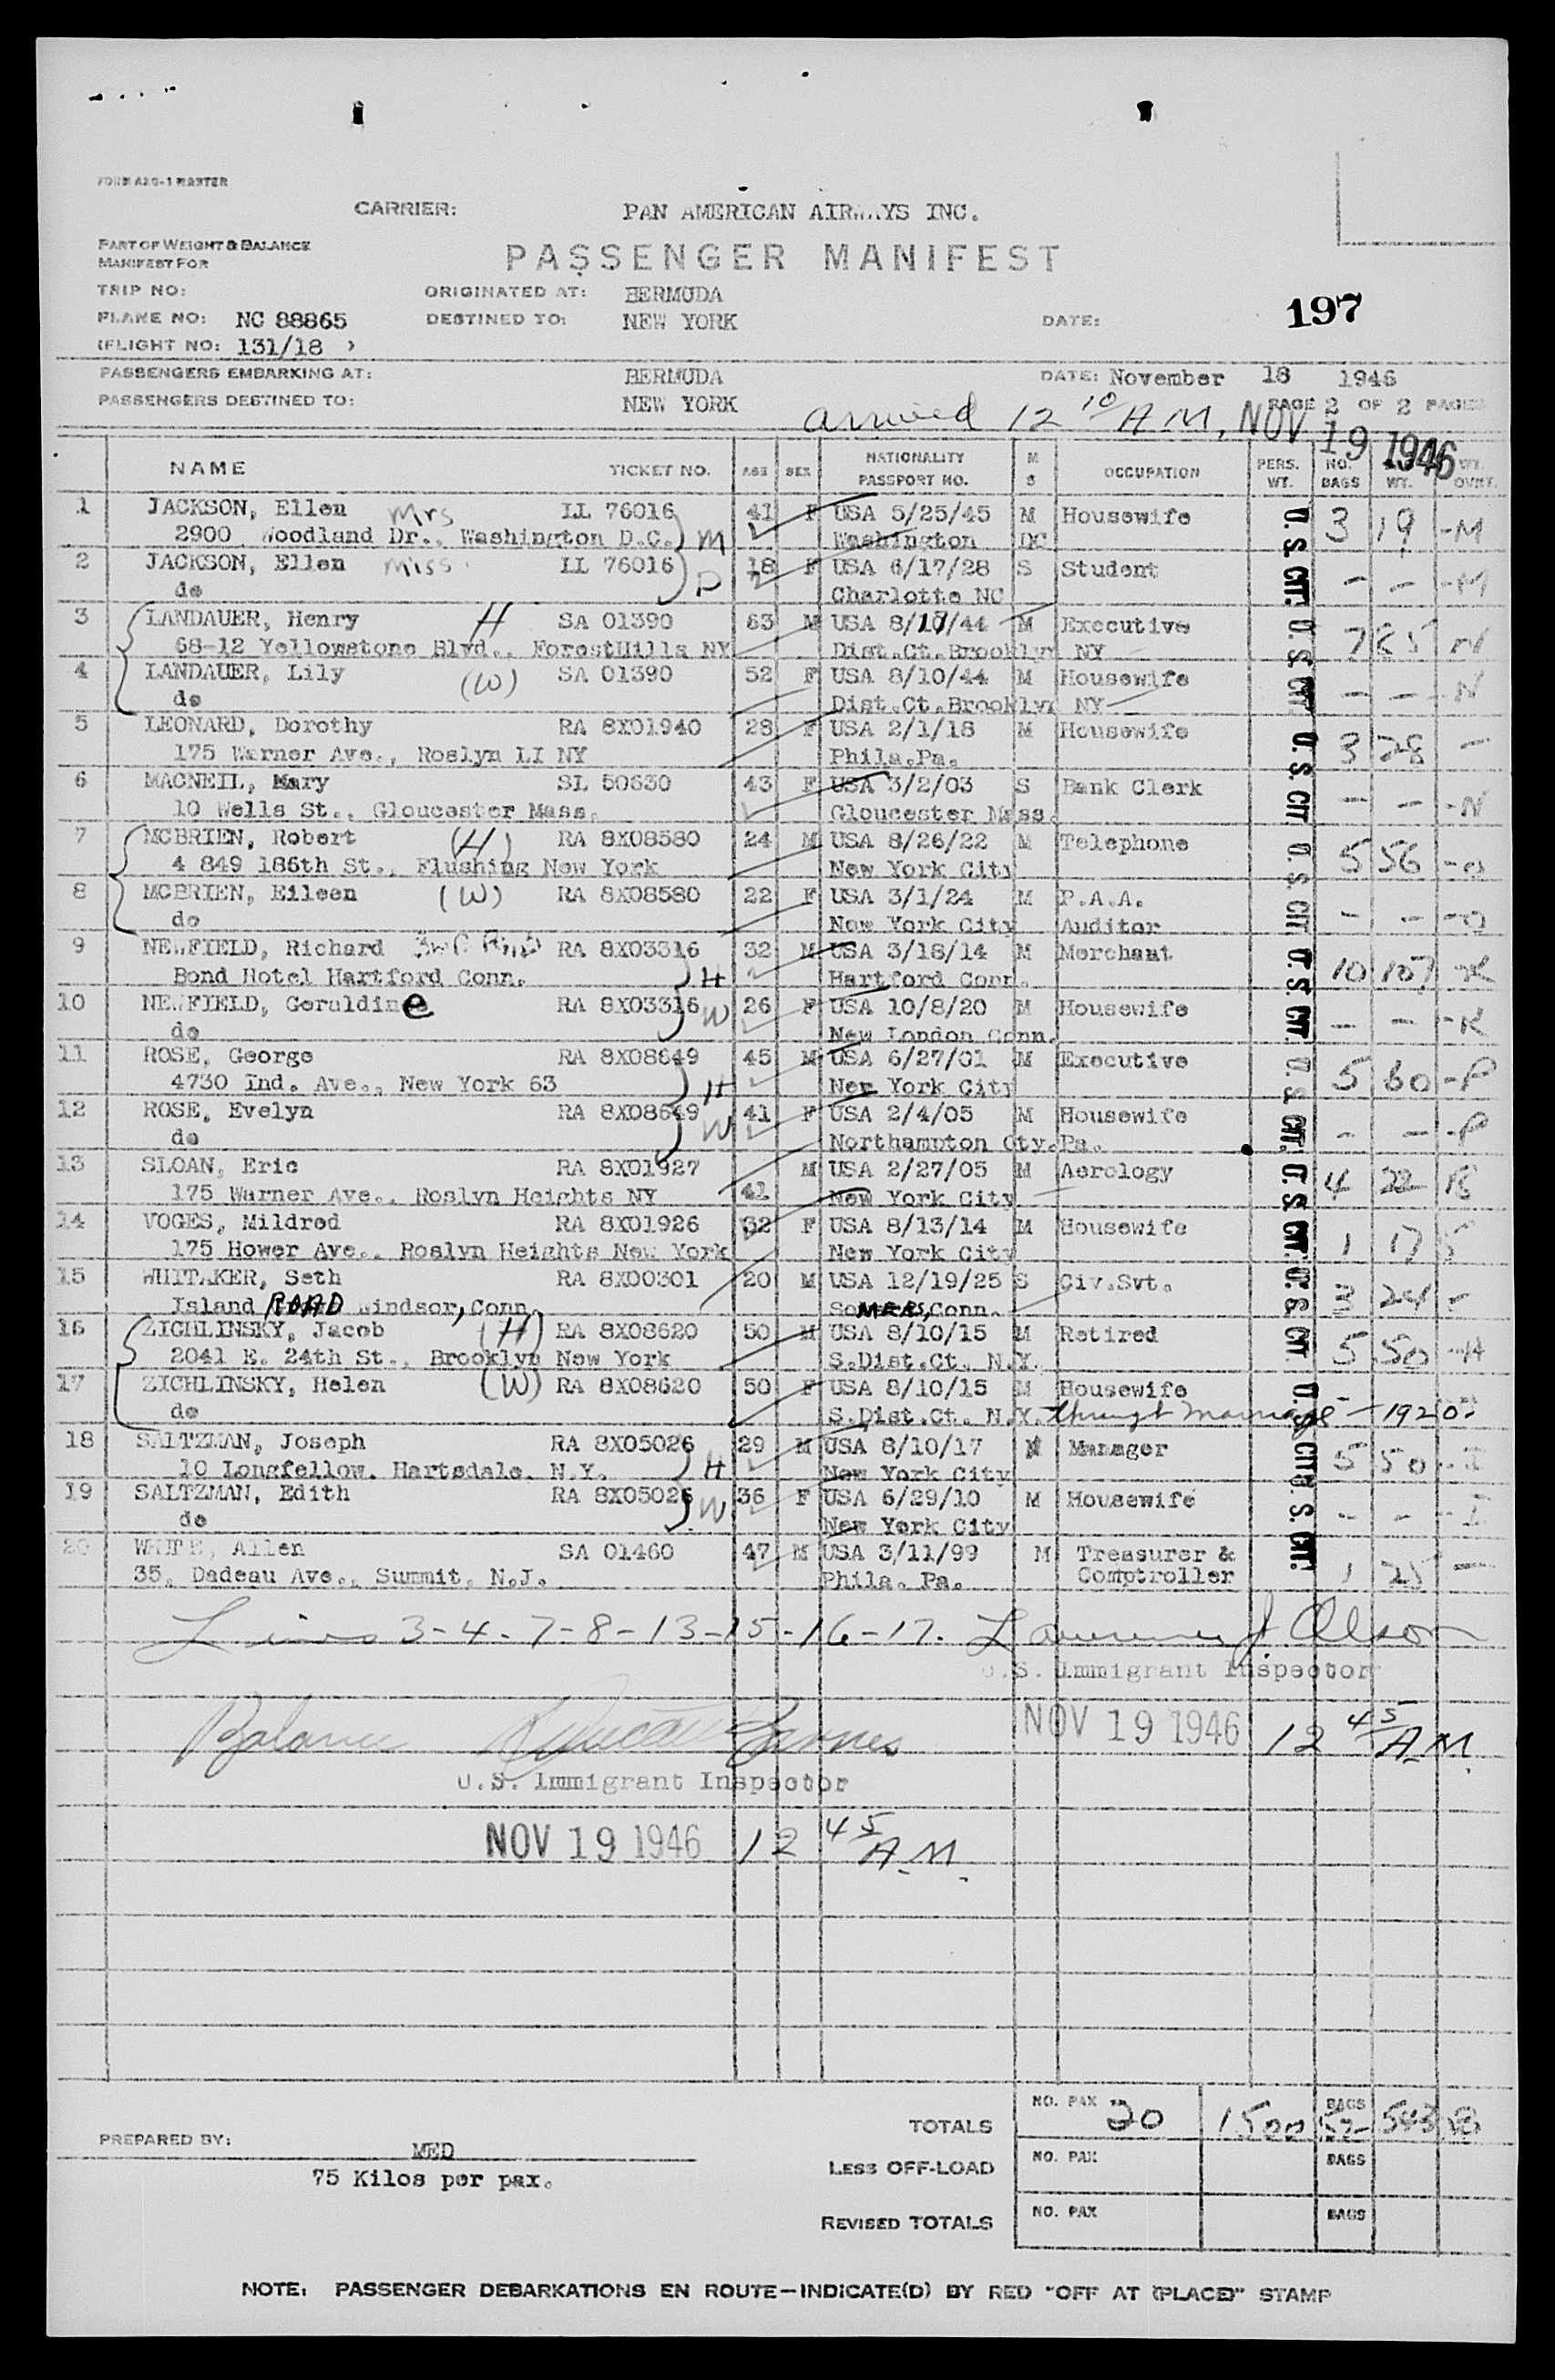 FORM A2G-1 MASTER
CARRIER: PAN AMERICAN AIRWAYS INC.
PART OF WEIGHT & BALANCE
MANIFEST FOR
PASSENGER MANIFEST
TRIP NO: ORIGINATED AT: BERMUDA
PLANE NO: NC 88865 DESTINED TO: NEW YORK DATE: 197
(FLIGHT NO: 131/18 )
PASSENGERS EMBARKING AT: BERMUDA DATE: November 18 1946
PASSENGERS DESTINED TO: NEW YORK PAGE 2 OF 2 PAGES
arrived 12 10 A M, NOV 19 1946
NAME TICKET NO. AGE SEX NATIONALITY PASSPORT NO. M S OCCUPATION PERS. WT. NO. BAGS WT. WT. OVWT.
1 JACKSON, Ellen Mrs LL 76016 41 F USA 5/25/45 M Housewife U.S. CIT. 3 19 -M
2900 Woodland Dr., Washington D.C. M Washington DC
2 JACKSON, Ellen Miss. LL 76016 18 F USA 6/17/28 S Student - - -M
do D Charlotte NC
3 LANDAUER, Henry H SA 01390 63 M USA 8/10/44 M Executive U.S. CIT. 7 65 N
68-12 Yellowstone Blvd., ForestHills NY Dist.Ct.Brooklyn NY
4 LANDAUER, Lily (W) SA 01390 52 F USA 8/10/44 M Housewife - - N
do Dist.Ct.Brooklyn NY
5 LEONARD, Dorothy RA 8X01940 28 F USA 2/1/18 M Housewife U.S. CIT. 3 28 -
175 Warner Ave., Roslyn LI NY Phila.Pa.
6 MACNEIL, Mary SL 50630 43 F USA 3/2/03 S Bank Clerk - - -N
10 Wells St., Gloucester Mass. Gloucester Mass.
7 MCBRIEN, Robert (H) RA 8X08580 24 M USA 8/26/22 M Telephone U.S. CIT. 5 56 -O
4 849 186th St., Flushing New York New York City
8 MCBRIEN, Eileen (W) RA 8X08580 22 F USA 3/1/24 M P.A.A. - - -O
do New York City Auditor
9 NEWFIELD, Richard RA 8X03316 32 M USA 3/18/14 M Merchant U.S. CIT. 10 107 -K
Bond Hotel Hartford Conn. H Hartford Conn.
10 NEWFIELD, Geraldine RA 8X03316 W 26 F USA 10/8/20 M Housewife - - -K
do New London Conn.
11 ROSE, George RA 8X08649 45 M USA 6/27/01 M Executive U.S. CIT. 5 60 -P
4730 Ind. Ave., New York 63 H New York City
12 ROSE, Evelyn RA 8X08649 W 41 F USA 2/4/05 M Housewife - - -P
do Northampton Cty.Pa.
13 SLOAN, Eric RA 8X01927 M USA 2/27/05 M Aerology U.S. CIT. 4 22
175 Warner Ave., Roslyn Heights NY 41 New York City
14 VOGES, Mildred RA 8X01926 32 F USA 8/13/14 M Housewife 1 17 S
175 Hower Ave., Roslyn Heights New York New York City
15 WHITAKER, Seth RA 8X00301 20 M USA 12/19/25 S Civ.Svt. U.S. CIT. 3 24 -
Island ROAD Windsor, Conn. Somers, Conn.
16 ZICHLINSKY, Jacob (H) RA 8X08620 50 M USA 8/10/15 M Retired 5 50 -H
2041 E. 24th St., Brooklyn New York S.Dist.Ct. N.Y.
17 ZICHLINSKY, Helen (W) RA 8X08620 50 F USA 8/10/15 M Housewife U.S. CIT. -
do S.Dist.Ct. N.Y. through marriage - 1920.
18 SALTZMAN, Joseph RA 8X05026 29 M USA 8/10/17 M Manager 5 50 - I
10 Longfellow. Hartsdale. N.Y. H New York City
19 SALTZMAN, Edith RA 8X05026 W 36 F USA 6/29/10 M Housewife U.S. CIT. - - - I
do New York City
20 WHITE, Allen SA 01460 47 M USA 3/11/99 M Treasurer & 1 25 -
35, Dadeau Ave., Summit, N.J. Phila. Pa. Comptroller
Lines 3-4-7-8-13-15-16-17. Lawrence J. Olson
U.S. Immigrant Inspector
NOV 19 1946 12 45 A.M.
Balance
U.S. Immigrant Inspector
NOV 19 1946 12 45 A.M.
TOTALS NO. PAX 20 1500 BAGS 52 543
PREPARED BY: MED
75 Kilos per pax.
LESS OFF-LOAD NO. PAX BAGS
REVISED TOTALS NO. PAX BAGS
NOTE: PASSENGER DEBARKATIONS EN ROUTE—INDICATE(D) BY RED "OFF AT (PLACE)" STAMP